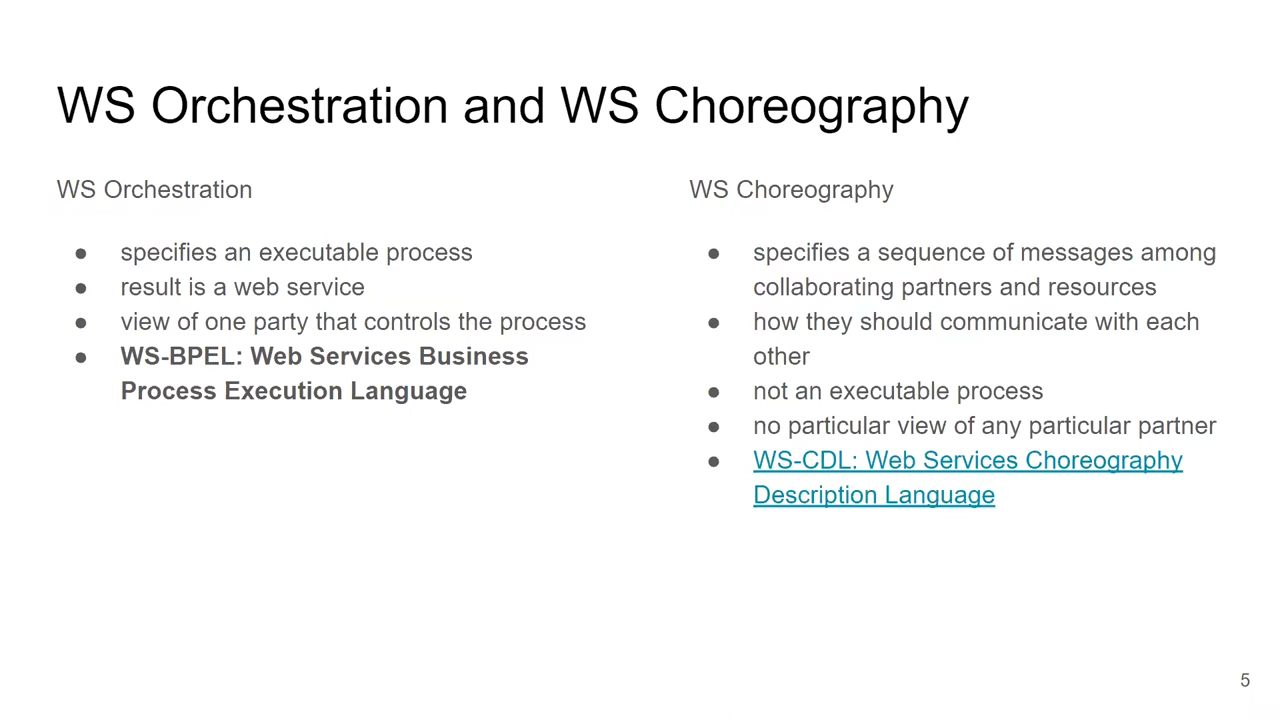 WS Orchestration and WS Choreography
WS Orchestration
● specifies an executable process
● result is a web service
● view of one party that controls the process
● WS-BPEL: Web Services Business
Process Execution Language
WS Choreography
● specifies a sequence of messages among
collaborating partners and resources
● how they should communicate with each
other
● not an executable process
● no particular view of any particular partner
● WS-CDL: Web Services Choreography
Description Language
5